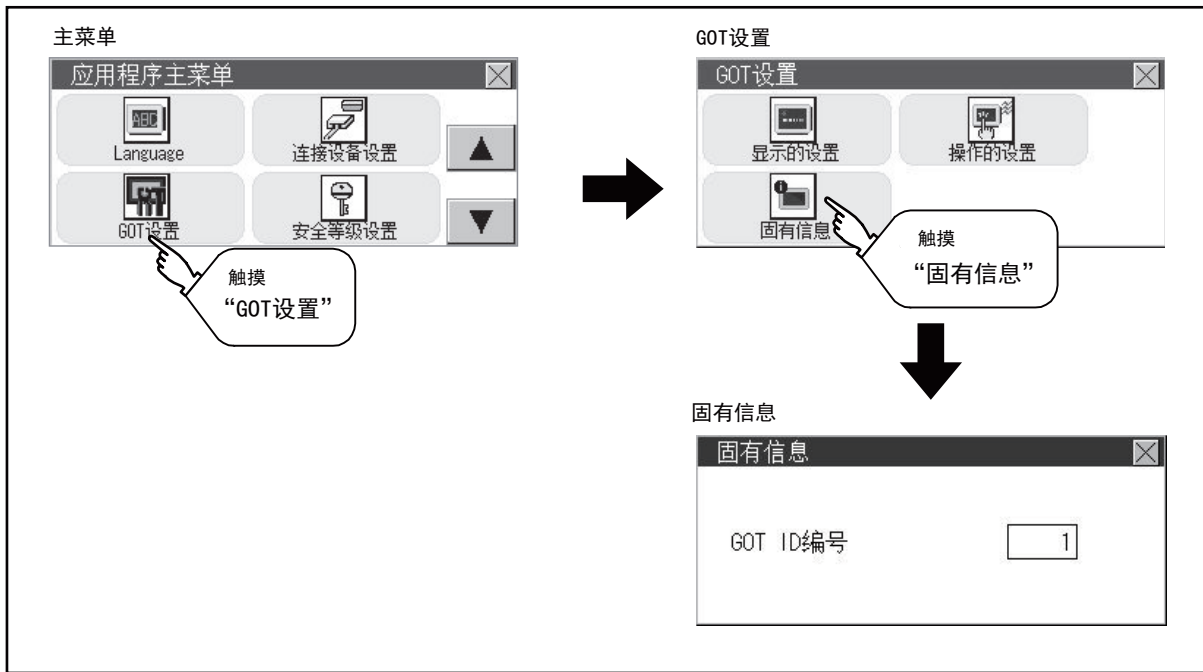 主菜单
应用程序主菜单
ABC
Language
连接设备设置
GOT设置
安全等级设置
触摸
“GOT设置”
GOT设置
GOT设置
显示的设置
操作的设置
固有信息
触摸
“固有信息”
固有信息
固有信息
GOT ID编号
1